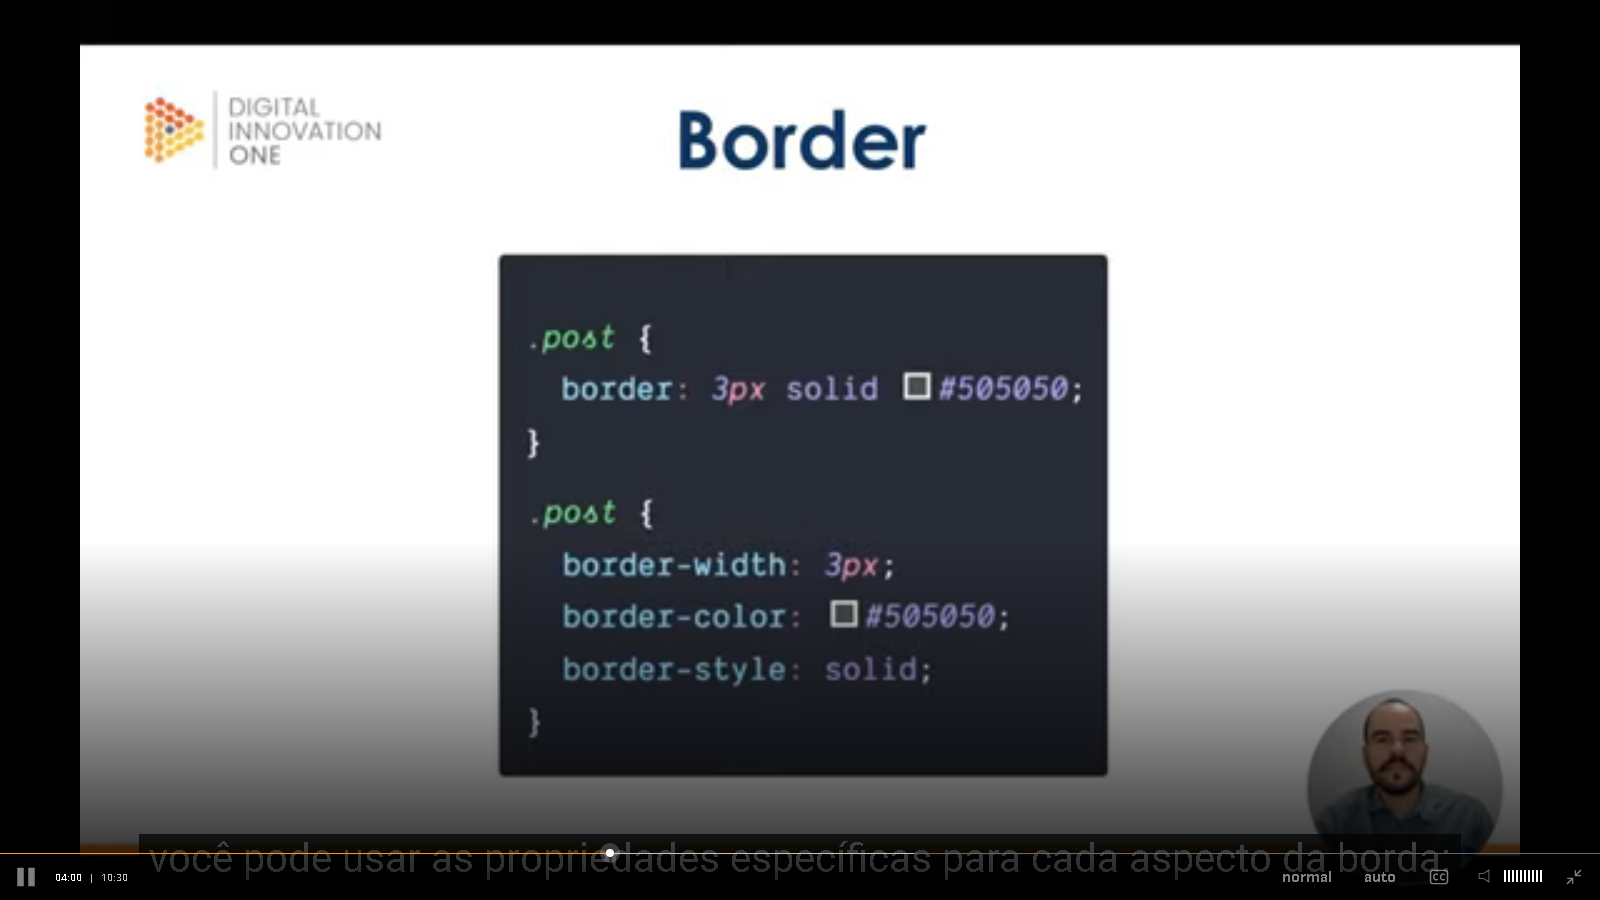 DIGITAL
INNOVATION
ONE
Border
.post {
border: 3px solid #505050;
}
.post {
border-width: 3px;
border-color: #505050;
border-style: solid;
}
você pode usar as propriedades específicas para cada aspecto da borda:
04:00 | 10:30
normal auto CC